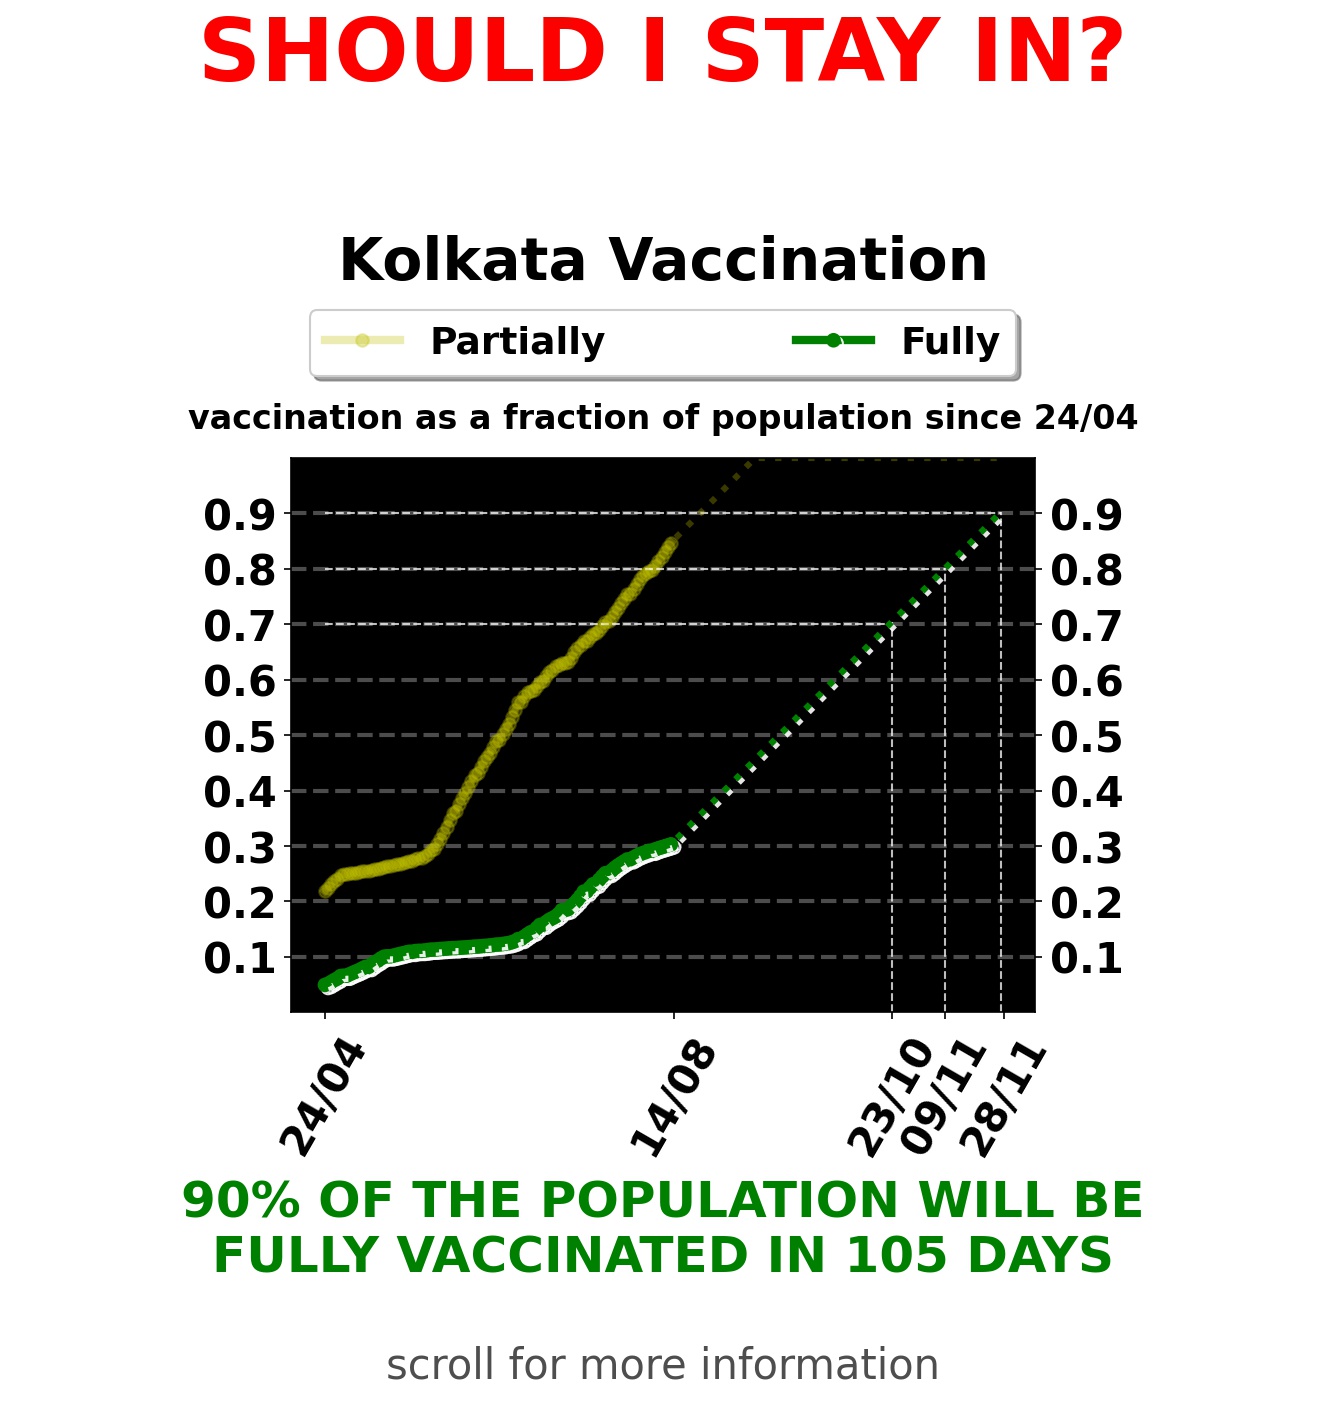 SHOULD I STAY IN?
Kolkata Vaccination
Partially Fully
vaccination as a fraction of population since 24/04
0.9 0.9
0.8 0.8
0.7 0.7
0.6 0.6
0.5 0.5
0.4 0.4
0.3 0.3
0.2 0.2
0.1 0.1
24/04 14/08 23/10 09/11 28/11
90% OF THE POPULATION WILL BE
FULLY VACCINATED IN 105 DAYS
scroll for more information